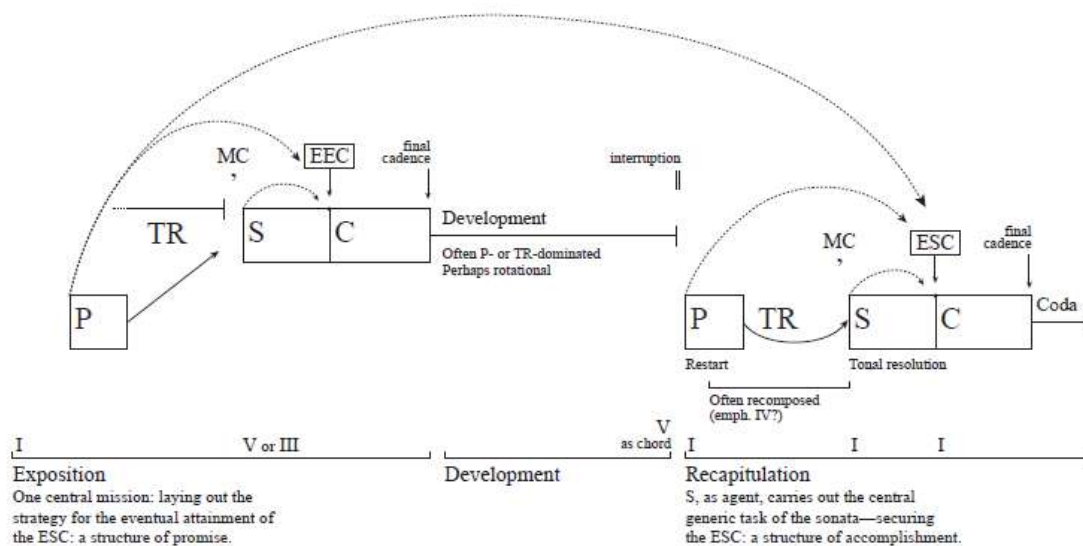 MC
,
EEC
final
cadence
interruption
TR
S
C
Development
Often P- or TR-dominated
Perhaps rotational
P
MC
,
ESC
final
cadence
P
TR
S
C
Coda
Restart
Tonal resolution
Often recomposed
(emph. IV?)
I
V or III
V
as chord
I
I
I
Exposition
One central mission: laying out the
strategy for the eventual attainment of
the ESC: a structure of promise.
Development
Recapitulation
S, as agent, carries out the central
generic task of the sonata—securing
the ESC: a structure of accomplishment.